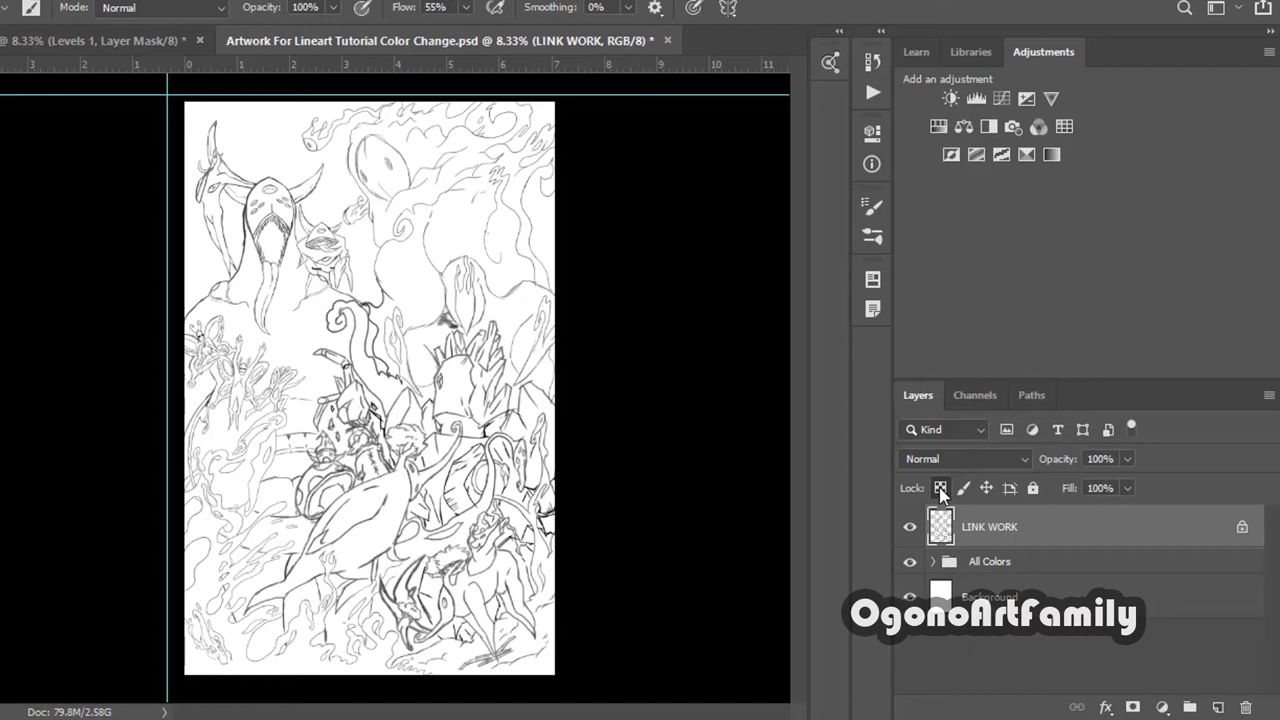 Mode: Normal Opacity: 100% Flow: 55% Smoothing: 0%
@ 8.33% (Levels 1, Layer Mask/8) * × Artwork For Lineart Tutorial Color Change.psd @ 8.33% (LINK WORK, RGB/8) * ×
3 2 1 0 1 2 3 4 5 6 7 8 9 10 11
Learn Libraries Adjustments
Add an adjustment
Layers Channels Paths
Kind
Normal Opacity: 100%
Lock: Fill: 100%
LINK WORK
All Colors
Background
OgonoArtFamily
Doc: 79.8M/2.58G